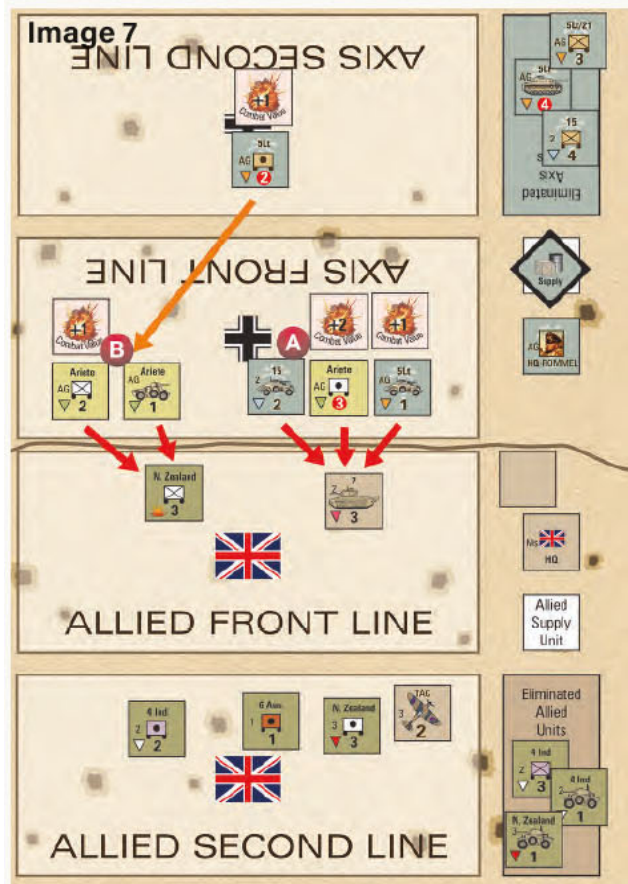 Image 7
AXIS SECOND LINE
+1
Combat Value
5Lt
AG
2
5Lt/21
AG
3
5Lt
AG
4
15
2
4
Axis
Eliminated
AXIS FRONT LINE
+1
Combat Value
B
A
+2
Combat Value
+1
Combat Value
Ariete
AG
2
Ariete
AG
1
15
2
2
Ariete
AG
3
5Lt
AG
1
Supply
AG
HQ-ROMMEL
N. Zealand
3
7
Z
3
HQ
ALLIED FRONT LINE
Allied
Supply
Unit
4 Ind
2
2
6 Aus
1
1
N. Zealand
3
3
TAC
3
2
ALLIED SECOND LINE
Eliminated
Allied
Units
4 Ind
Z
3
4 Ind
1
N. Zealand
3
1